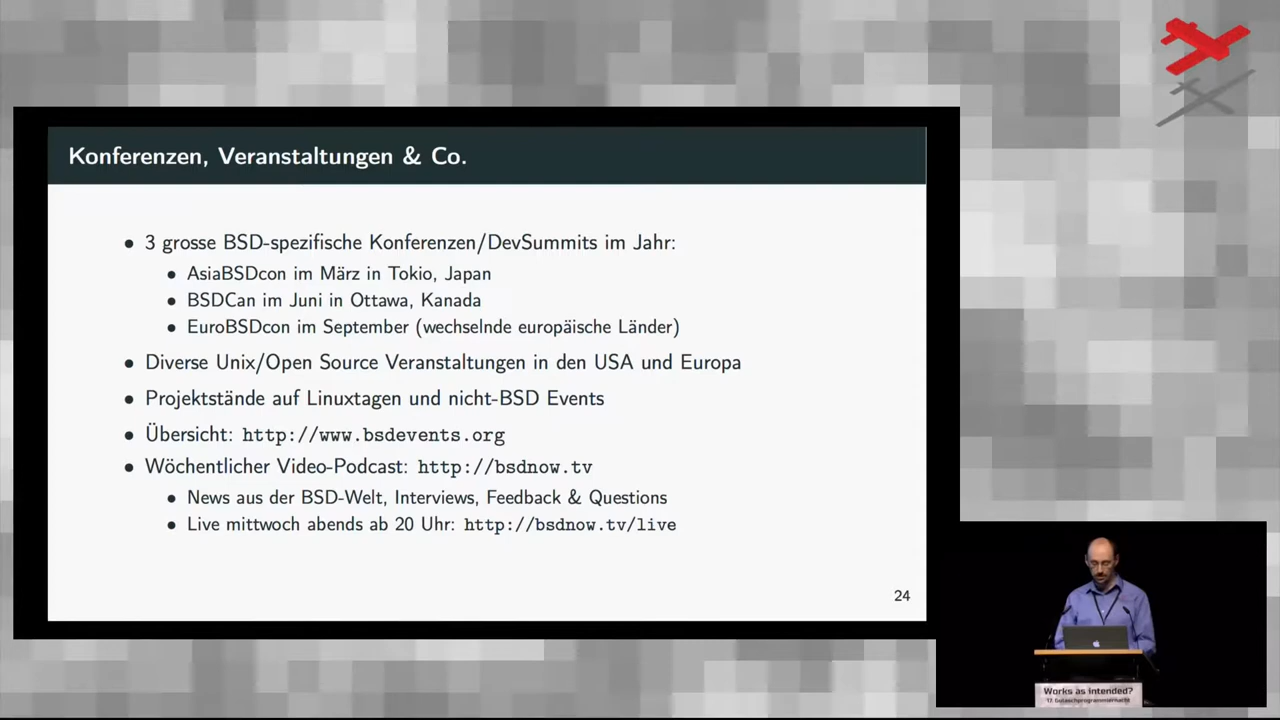 Konferenzen, Veranstaltungen & Co.
• 3 grosse BSD-spezifische Konferenzen/DevSummits im Jahr:
• AsiaBSDcon im März in Tokio, Japan
• BSDCan im Juni in Ottawa, Kanada
• EuroBSDcon im September (wechselnde europäische Länder)
• Diverse Unix/Open Source Veranstaltungen in den USA und Europa
• Projektstände auf Linuxtagen und nicht-BSD Events
• Übersicht: http://www.bsdevents.org
• Wöchentlicher Video-Podcast: http://bsdnow.tv
• News aus der BSD-Welt, Interviews, Feedback & Questions
• Live mittwoch abends ab 20 Uhr: http://bsdnow.tv/live
24
Works as intended?
17. Gulaschprogrammiernacht